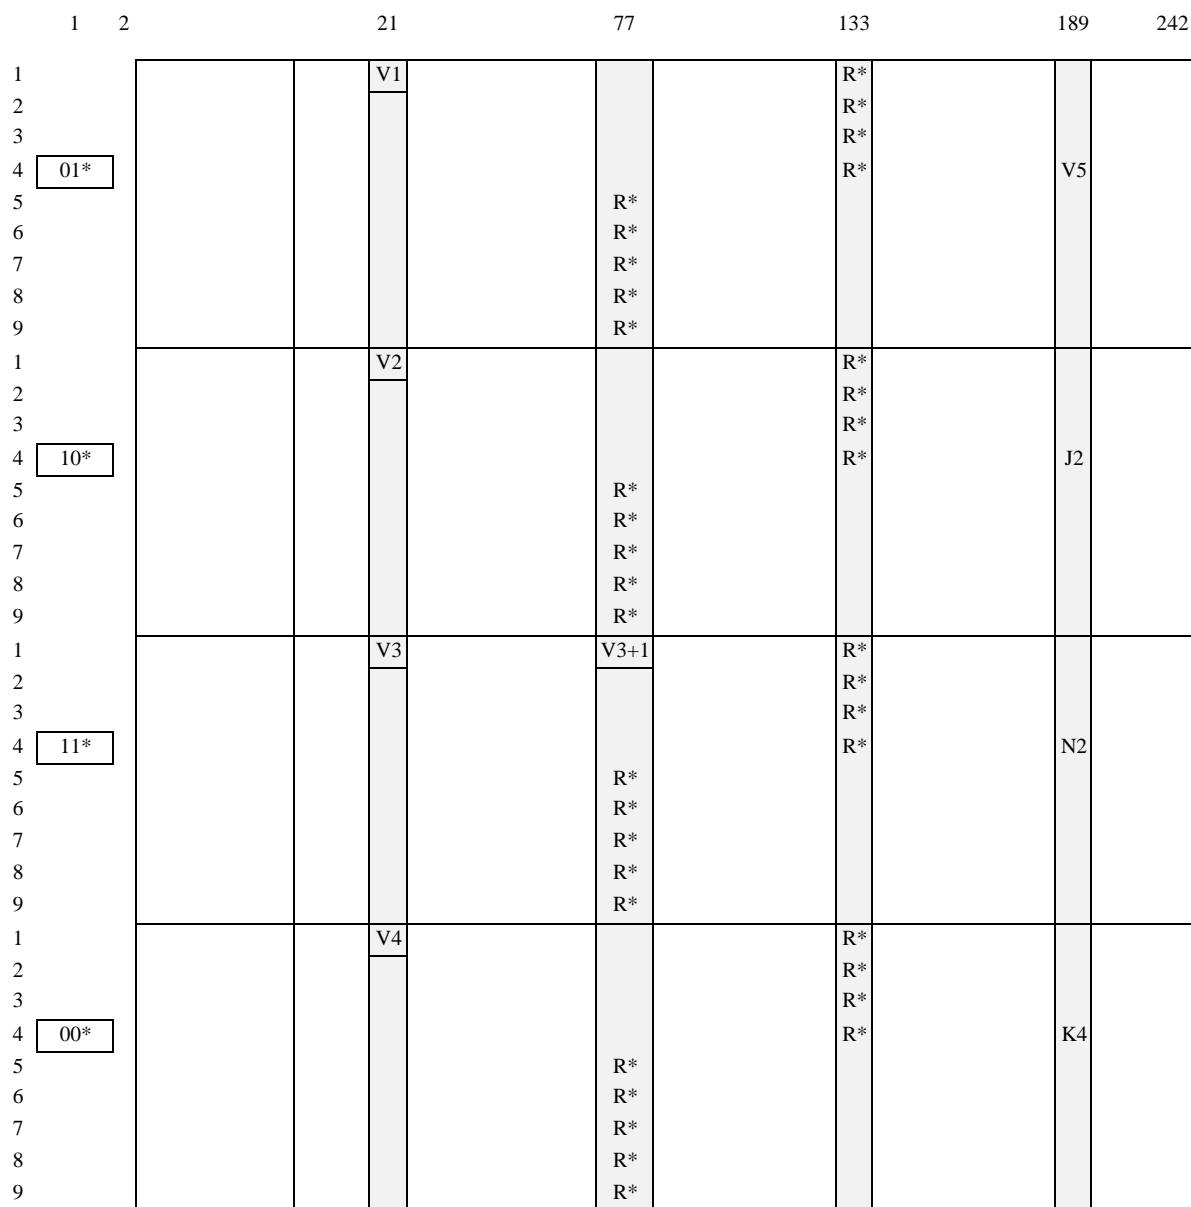 1 2 21 77 133 189 242
1 V1 R*
2 R*
3 R*
4 01* R* V5
5 R*
6 R*
7 R*
8 R*
9 R*
1 V2 R*
2 R*
3 R*
4 10* R* J2
5 R*
6 R*
7 R*
8 R*
9 R*
1 V3 V3+1 R*
2 R*
3 R*
4 11* R* N2
5 R*
6 R*
7 R*
8 R*
9 R*
1 V4 R*
2 R*
3 R*
4 00* R* K4
5 R*
6 R*
7 R*
8 R*
9 R*